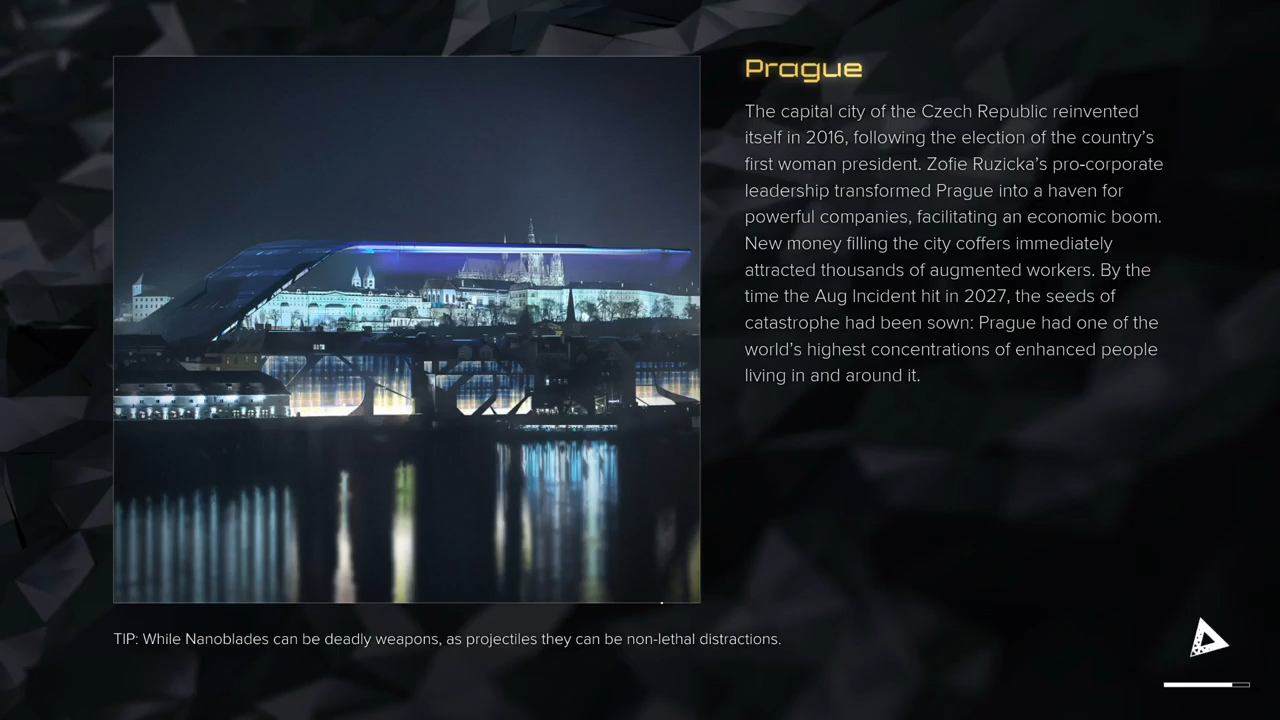 Prague
The capital city of the Czech Republic reinvented
itself in 2016, following the election of the country's
first woman president. Zofie Ruzicka's pro-corporate
leadership transformed Prague into a haven for
powerful companies, facilitating an economic boom.
New money filling the city coffers immediately
attracted thousands of augmented workers. By the
time the Aug Incident hit in 2027, the seeds of
catastrophe had been sown: Prague had one of the
world's highest concentrations of enhanced people
living in and around it.
TIP: While Nanoblades can be deadly weapons, as projectiles they can be non-lethal distractions.